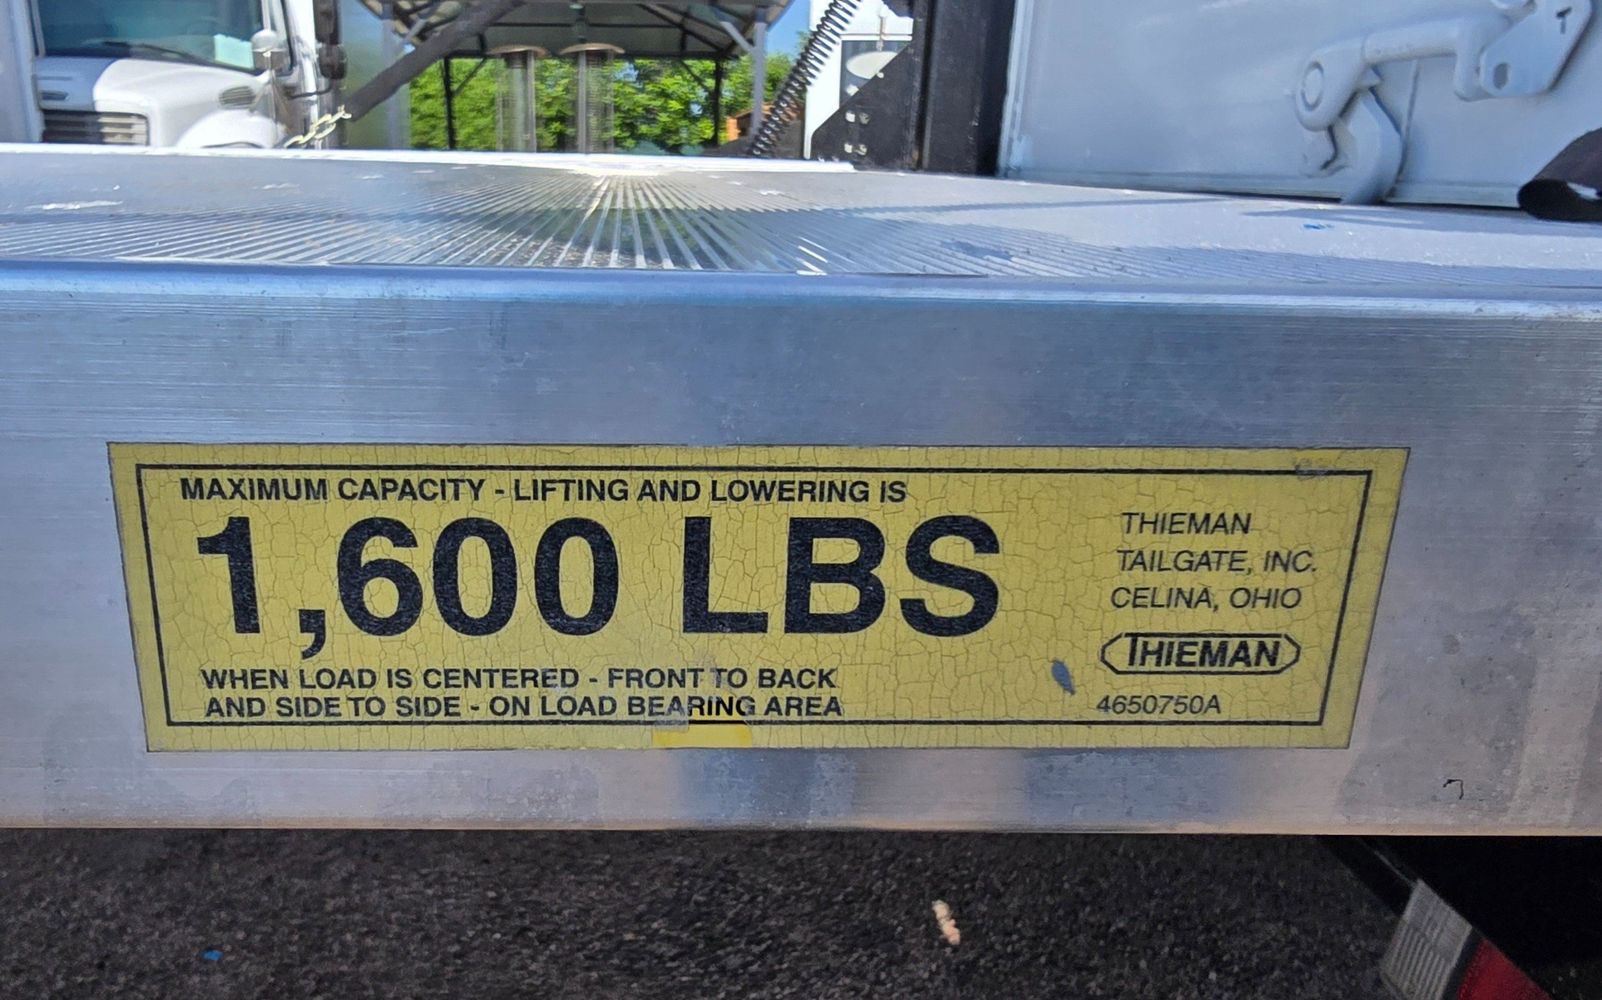 MAXIMUM CAPACITY - LIFTING AND LOWERING IS
1,600 LBS
WHEN LOAD IS CENTERED - FRONT TO BACK
AND SIDE TO SIDE - ON LOAD BEARING AREA
THIEMAN
TAILGATE, INC.
CELINA, OHIO
THIEMAN
4650750A
T